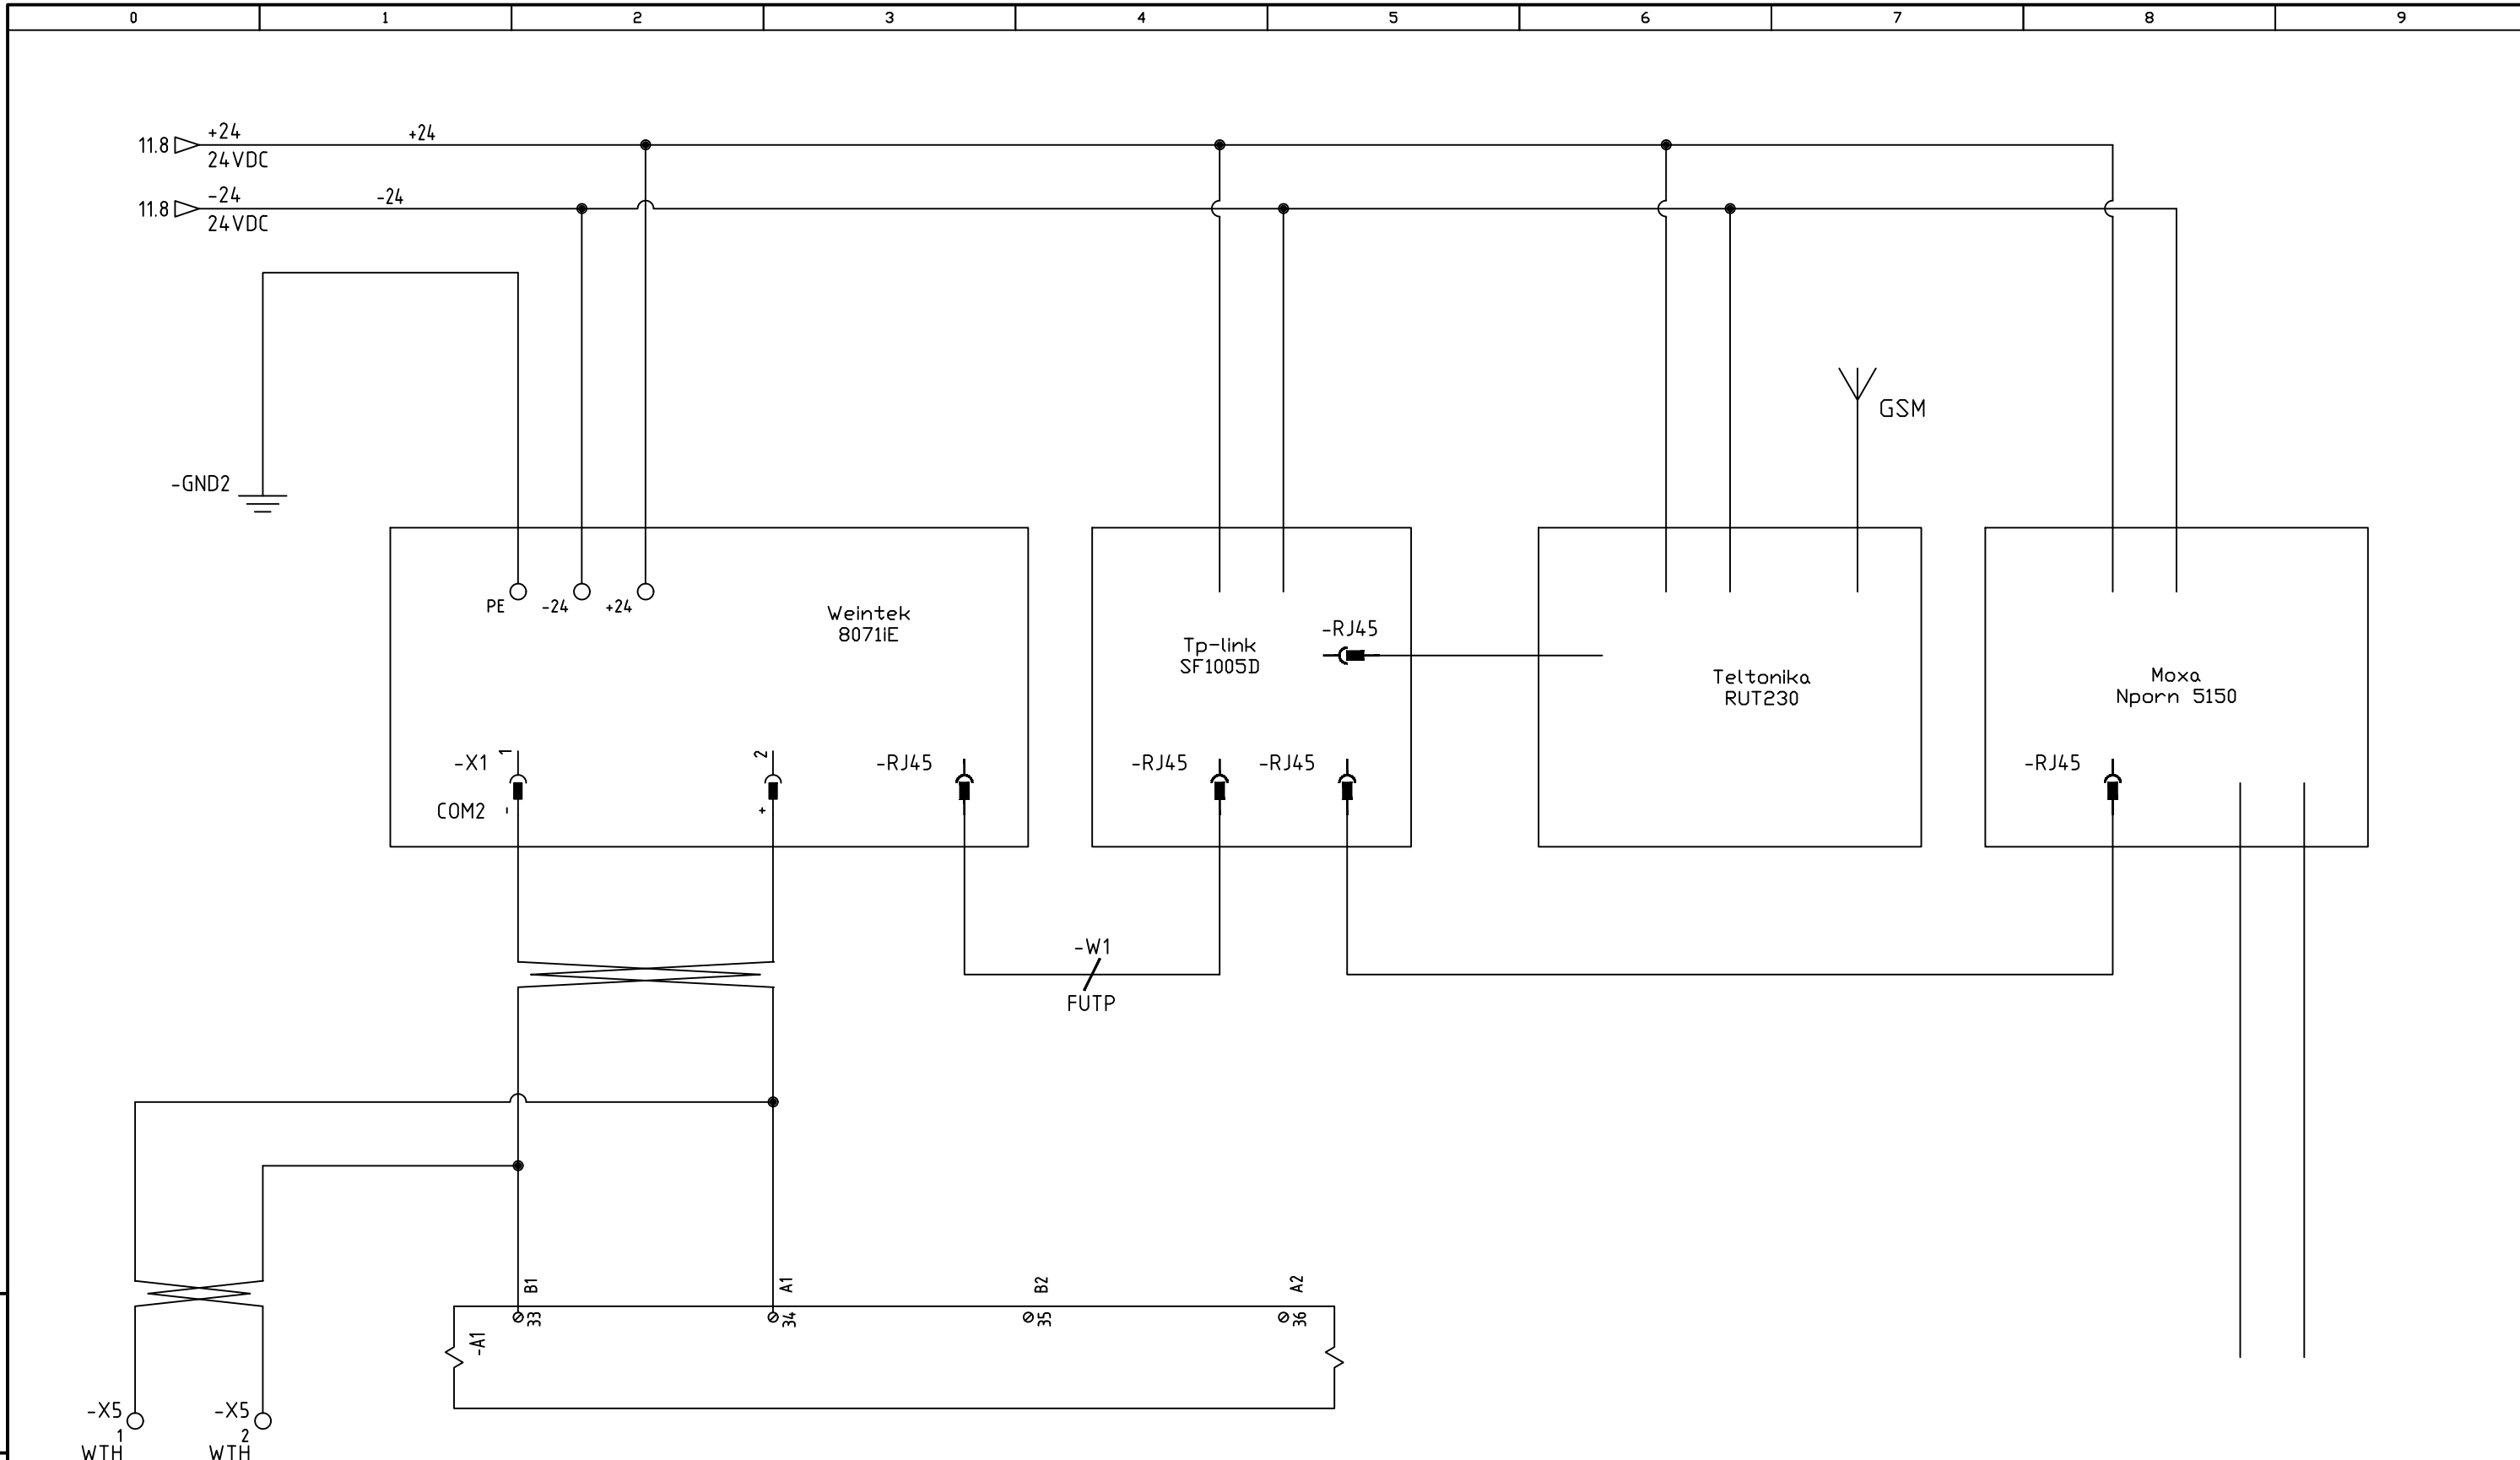 0 1 2 3 4 5 6 7 8 9
+24 +24
11.8
24VDC
-24 -24
11.8
24VDC
GSM
-GND2
PE -24 +24
Weintek
8071iE
-RJ45
Tp-link
SF1005D
Teltonika
RUT230
Moxa
Nporn 5150
1 2
-X1 -RJ45 -RJ45 -RJ45 -RJ45
COM2 - +
-W1
FUTP
B1 A1 B2 A2
33 34 35 36
-A1
-X5 -X5
1 2
WTH WTH